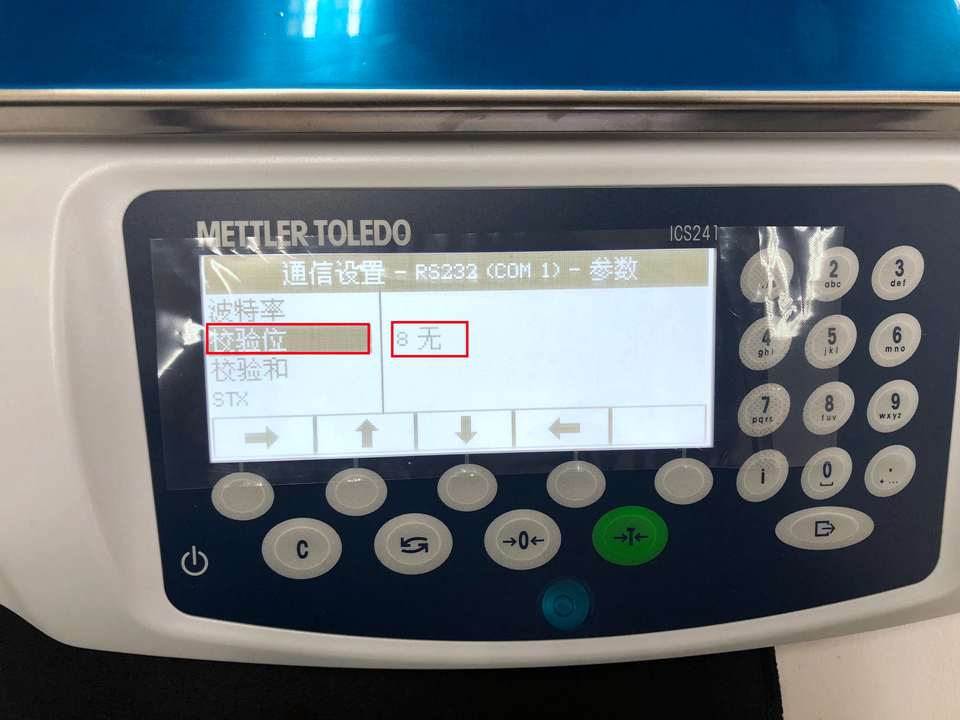 METTLER TOLEDO
ICS241
通信设置 - RS232 (COM 1) - 参数
波特率
校验位 8 无
校验和
STX
2 abc
3 def
4 ghi
5 jkl
6 mno
7 pqrs
8 tuv
9 wxyz
i
0
. + ...
C
→0←
→T←